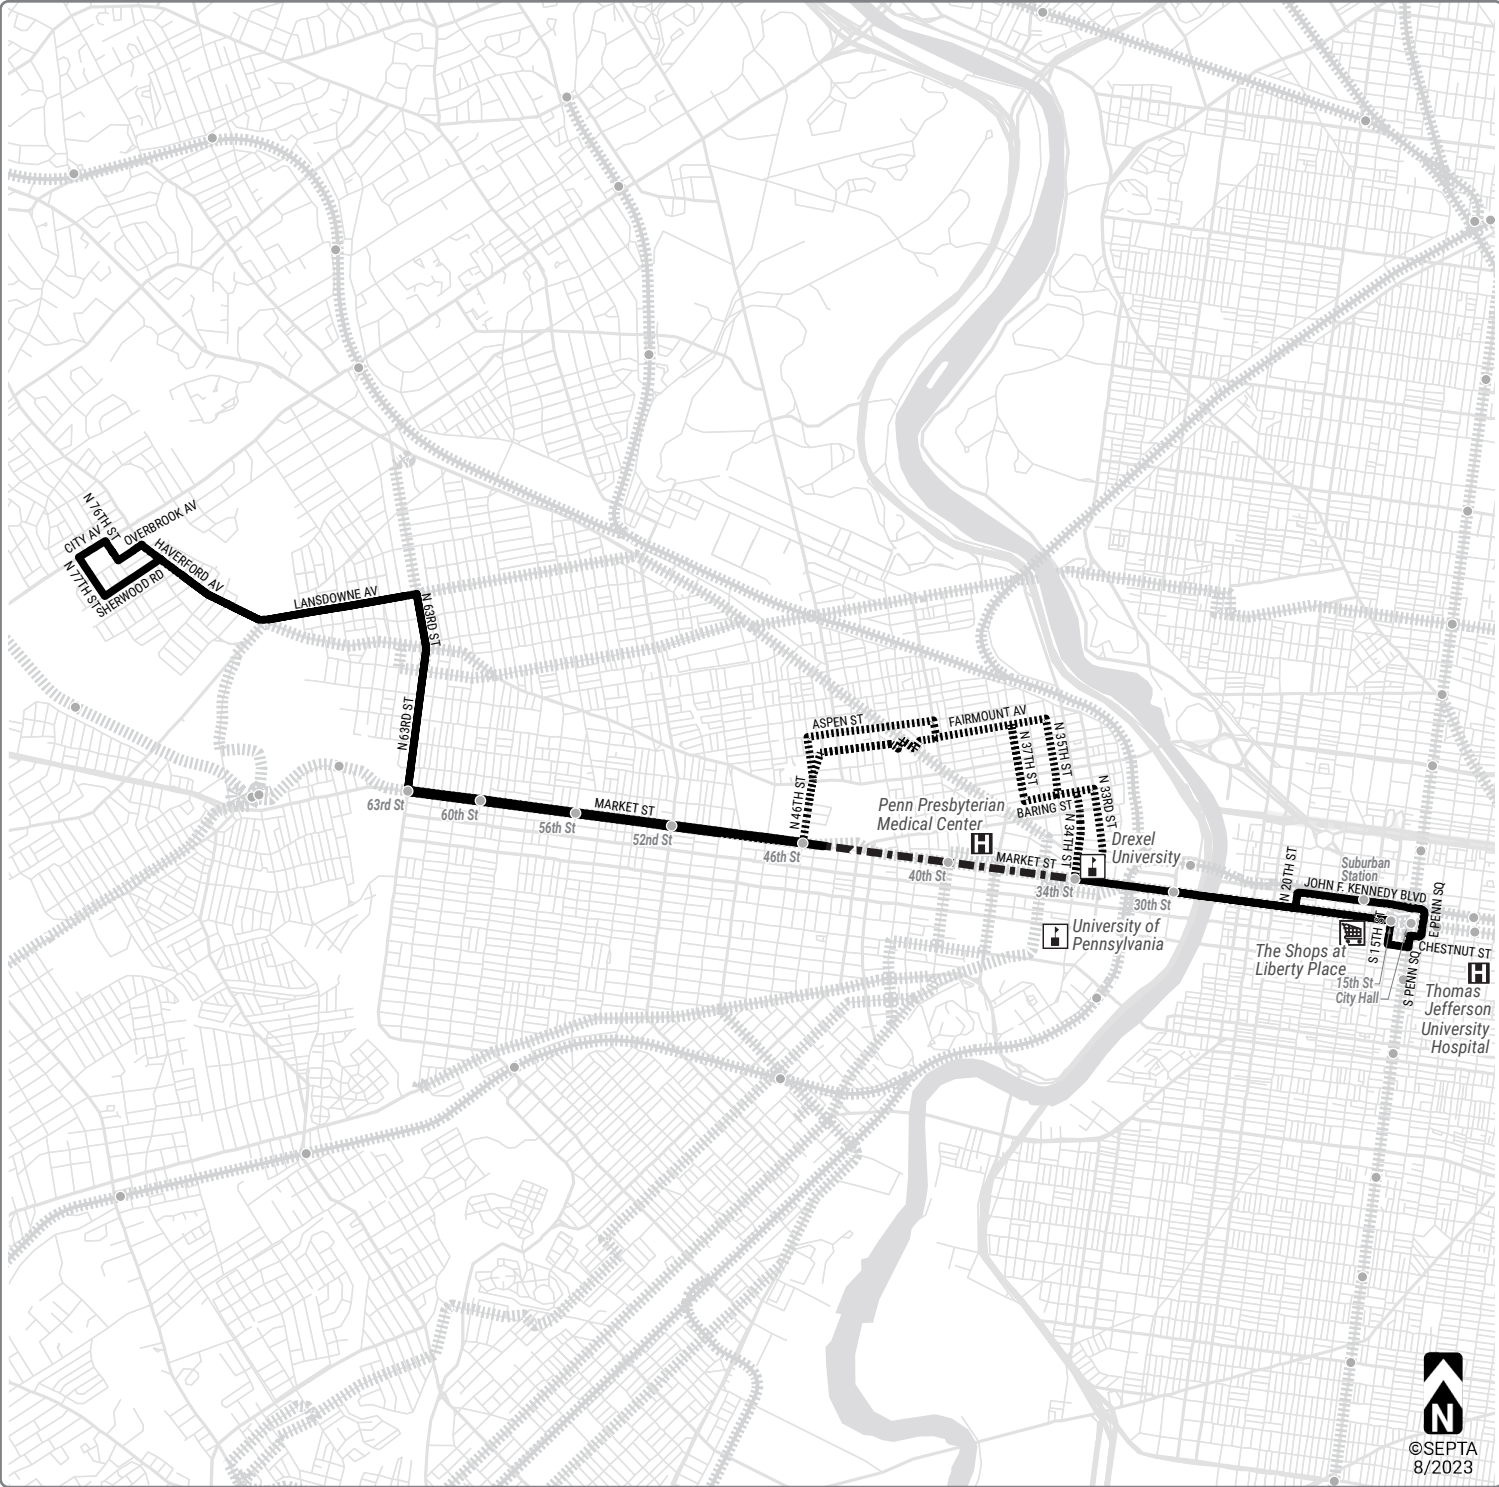 N 76TH ST
CITY AV
OVERBROOK AV
HAVERFORD AV
N 77TH ST
SHERWOOD RD
LANSDOWNE AV
N 63RD ST
N 63RD ST
63rd St
60th St
MARKET ST
56th St
52nd St
46th St
ASPEN ST
FAIRMOUNT AV
N 37TH ST
N 35TH ST
N 46TH ST
N 33RD ST
BARING ST
N 34TH ST
Penn Presbyterian
Medical Center
H
MARKET ST
40th St
34th St
Drexel
University
30th St
University of
Pennsylvania
N 20TH ST
Suburban
Station
JOHN F. KENNEDY BLVD
E PENN SQ
S 15TH ST
CHESTNUT ST
The Shops at
Liberty Place
15th St
City Hall
S PENN SQ
H
Thomas
Jefferson
University
Hospital
N
©SEPTA
8/2023